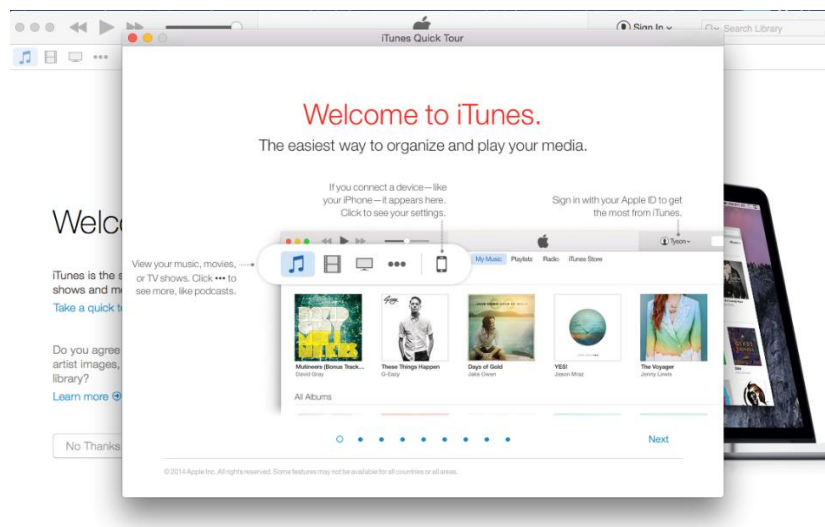 Sign In
Search Library
iTunes Quick Tour
Welcome to iTunes.
The easiest way to organize and play your media.
If you connect a device—like
your iPhone—it appears here.
Click to see your settings.
Sign in with your Apple ID to get
the most from iTunes.
View your music, movies,
or TV shows. Click ••• to
see more, like podcasts.
Tyson
My Music Playlists Radio iTunes Store
Mutineers (Bonus Track...
David Gray
These Things Happen
G-Eazy
Days of Gold
Jake Owen
YES!
Jason Mraz
The Voyager
Jenny Lewis
All Albums
Next
© 2014 Apple Inc. All rights reserved. Some features may not be available for all countries or all areas.
Welc
iTunes is the
shows and m
Take a quick t
Do you agree
artist images,
library?
Learn more
No Thanks